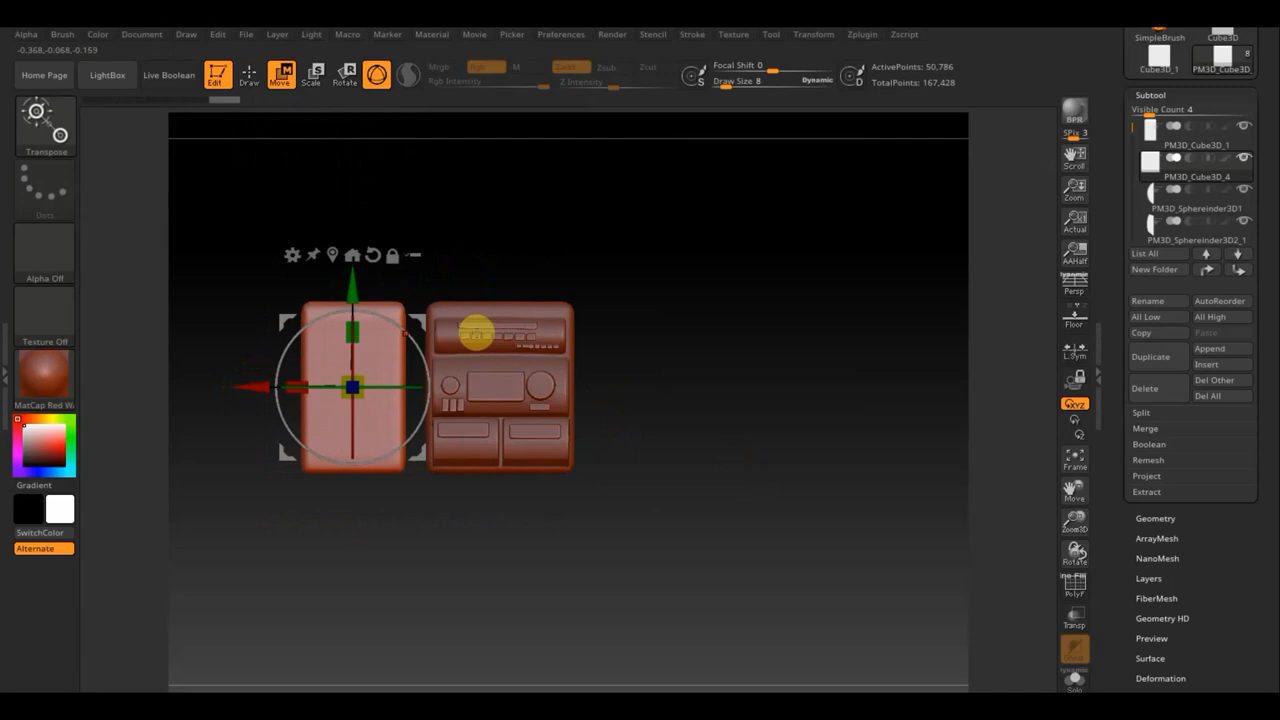 Alpha Brush Color Document Draw Edit File Layer Light Macro Marker Material Movie Picker Preferences Render Stencil Stroke Texture Tool Transform Zplugin Zscript
-0.368,-0.068,-0.159
Home Page LightBox Live Boolean Edit Draw Move Scale Rotate
Mrgb Rgb M
Rgb Intensity
Zadd Zsub Zcut
Z Intensity
S
Focal Shift 0
Draw Size 8 Dynamic
D
ActivePoints: 50,786
TotalPoints: 167,428
SimpleBrush Cube3D
8
Cube3D_1 PM3D_Cube3D
Transpose
Dots
Alpha Off
Texture Off
MatCap Red Wa
Gradient
SwitchColor
Alternate
BPR
SPix 3
Scroll
Zoom
Actual
AAHalf
Dynamic
Persp
Floor
L.Sym
XYZ
Y
Z
Frame
Move
Zoom3D
Rotate
Line Fill
PolyF
Transp
Ghost
Dynamic
Solo
Subtool
Visible Count 4
PM3D_Cube3D_1
PM3D_Cube3D_4
PM3D_Sphereinder3D1
PM3D_Sphereinder3D2_1
List All
New Folder
Rename AutoReorder
All Low All High
Copy Paste
Duplicate Append
Insert
Delete Del Other
Del All
Split
Merge
Boolean
Remesh
Project
Extract
Geometry
ArrayMesh
NanoMesh
Layers
FiberMesh
Geometry HD
Preview
Surface
Deformation